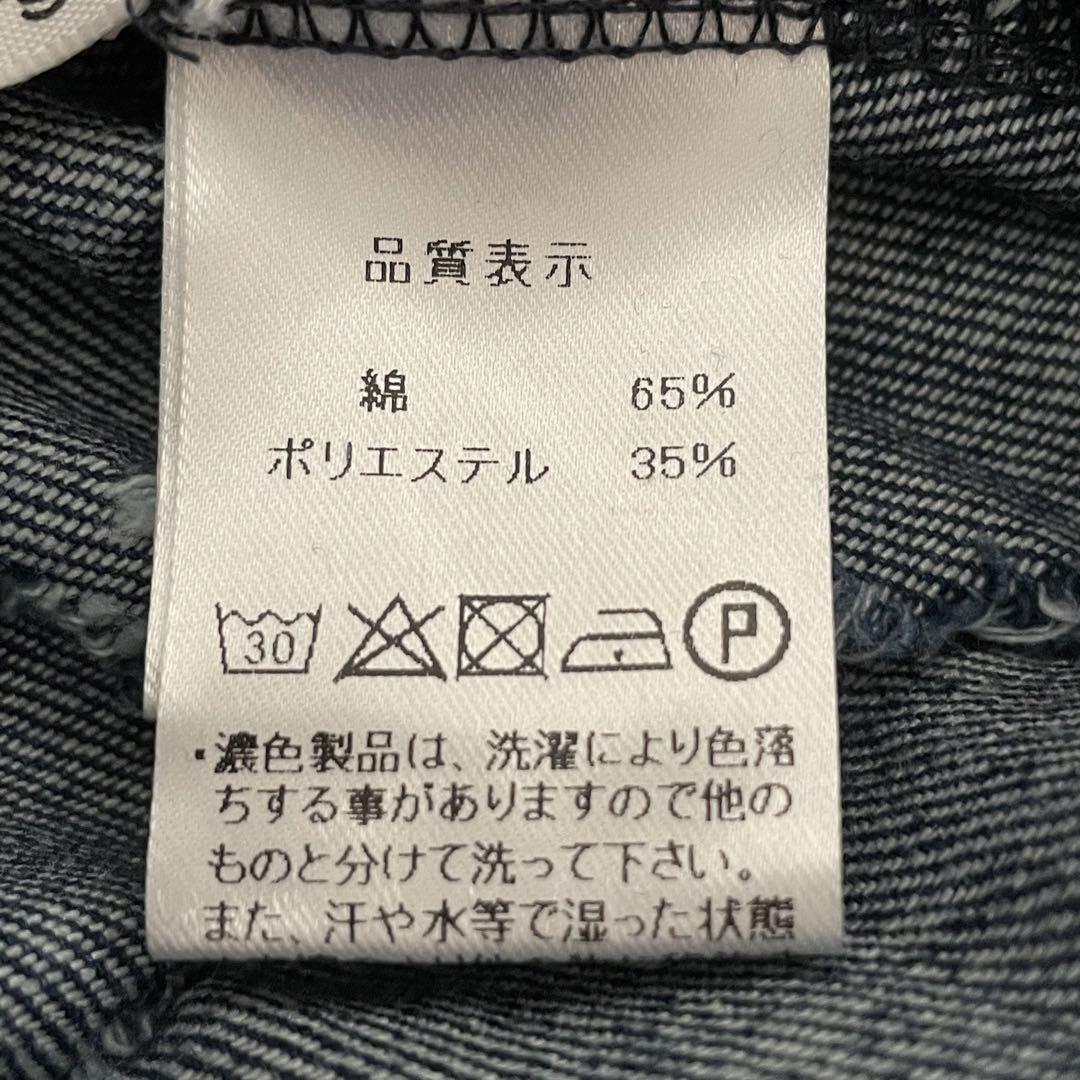 品質表示
綿 65%
ポリエステル 35%
30 P
・濃色製品は、洗濯により色落
ちする事がありますので他の
ものと分けて洗って下さい。
また、汗や水等で湿った状態